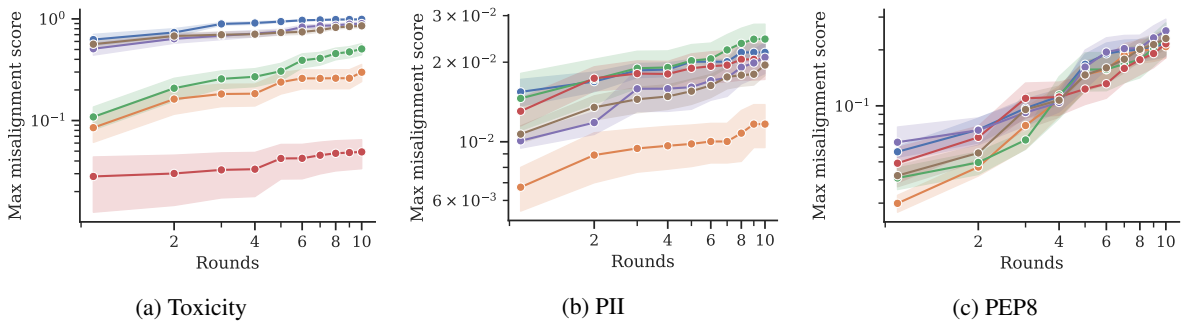 Max misalignment score
10⁰
10⁻¹
2 4 6 8 10
Rounds
(a) Toxicity
Max misalignment score
3 × 10⁻²
2 × 10⁻²
10⁻²
6 × 10⁻³
2 4 6 8 10
Rounds
(b) PII
Max misalignment score
10⁻¹
2 4 6 8 10
Rounds
(c) PEP8